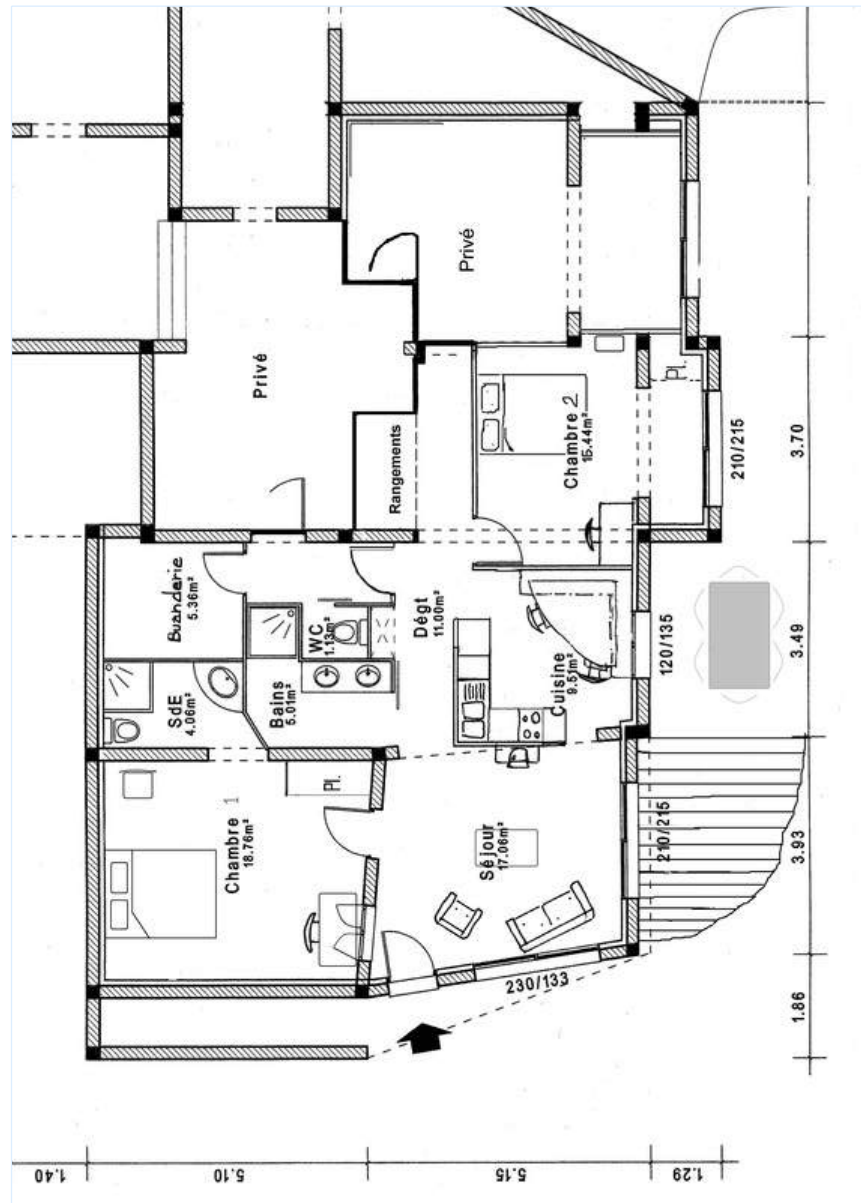 Privé
Privé
Rangements
Chambre 2
15.44m²
Pl.
210/215
3.70
Buanderie
5.36m²
WC
1.13m²
Dégt
11.00m²
Cuisine
9.51m²
120/135
3.49
SdE
4.06m²
Bains
5.01m²
Chambre 1
18.76m²
Pl.
Séjour
17.06m²
210/215
3.93
230/133
1.86
1.40
5.10
5.15
1.29